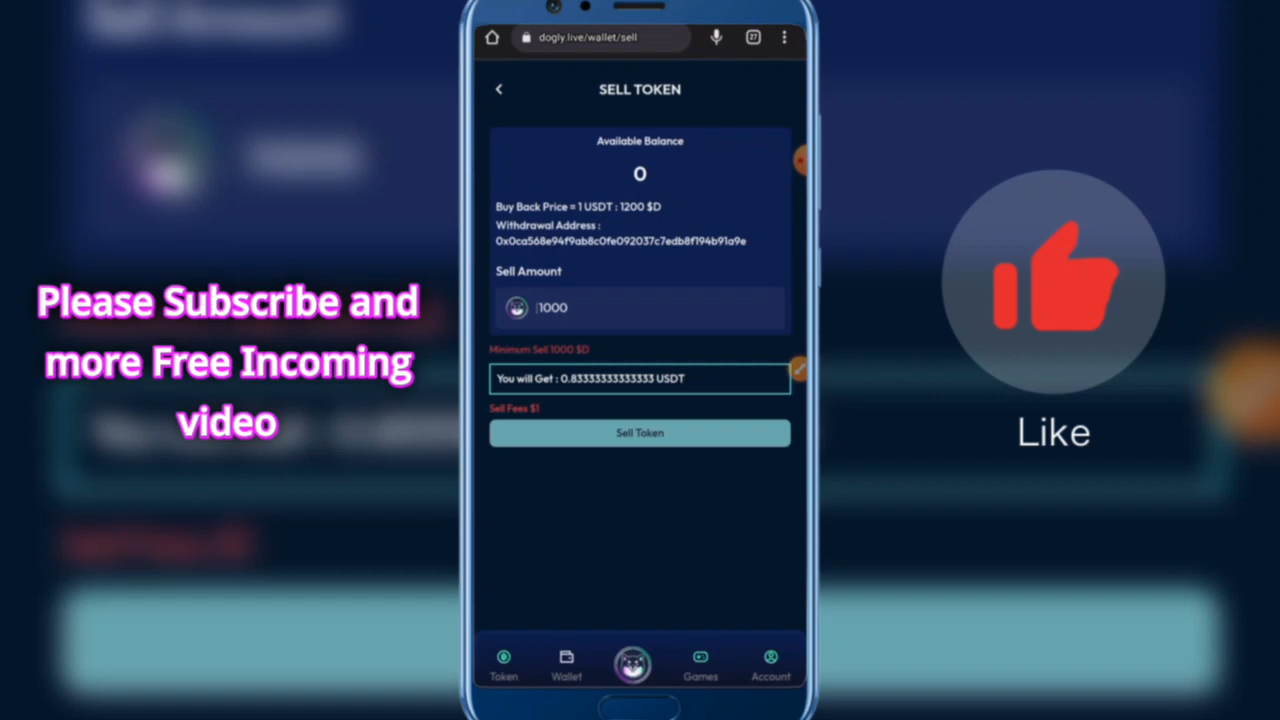 dogly.live/wallet/sell
27
SELL TOKEN
Available Balance
0
Buy Back Price = 1 USDT : 1200 $D
Withdrawal Address :
0x0ca568e94f9ab8c0fe092037c7edb8f194b91a9e
Sell Amount
1000
Minimum Sell 1000 $D
You will Get : 0.83333333333333 USDT
Sell Fees $1
Sell Token
Token
Wallet
Games
Account
Please Subscribe and
more Free Incoming
video
Like